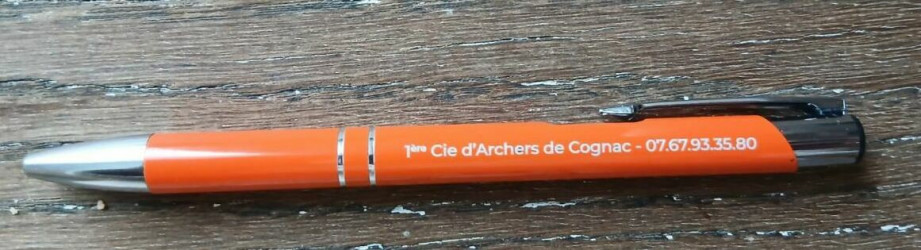 1ère Cie d'Archers de Cognac - 07.67.93.35.80